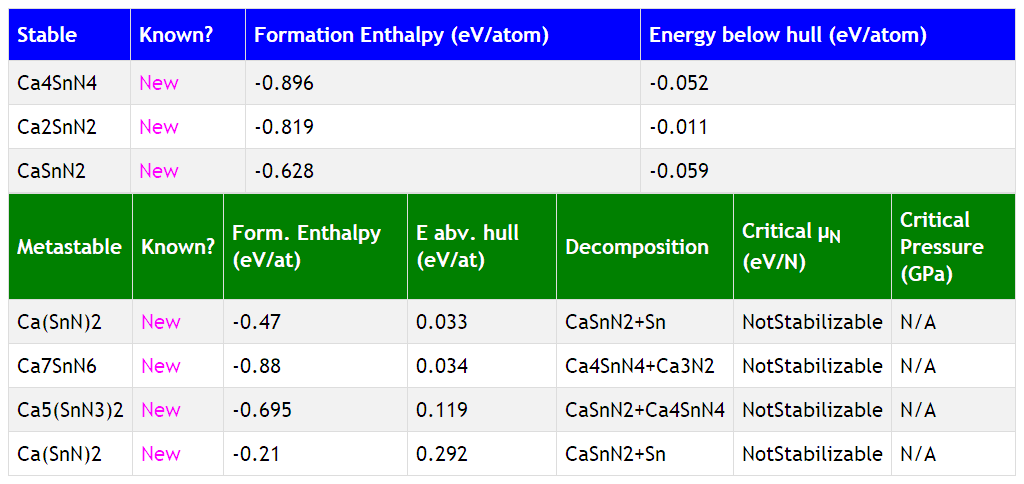 Stable Known? Formation Enthalpy (eV/atom) Energy below hull (eV/atom)
Ca4SnN4 New -0.896 -0.052
Ca2SnN2 New -0.819 -0.011
CaSnN2 New -0.628 -0.059
Metastable Known? Form. Enthalpy (eV/at) E abv. hull (eV/at) Decomposition Critical μN (eV/N) Critical Pressure (GPa)
Ca(SnN)2 New -0.47 0.033 CaSnN2+Sn NotStabilizable N/A
Ca7SnN6 New -0.88 0.034 Ca4SnN4+Ca3N2 NotStabilizable N/A
Ca5(SnN3)2 New -0.695 0.119 CaSnN2+Ca4SnN4 NotStabilizable N/A
Ca(SnN)2 New -0.21 0.292 CaSnN2+Sn NotStabilizable N/A